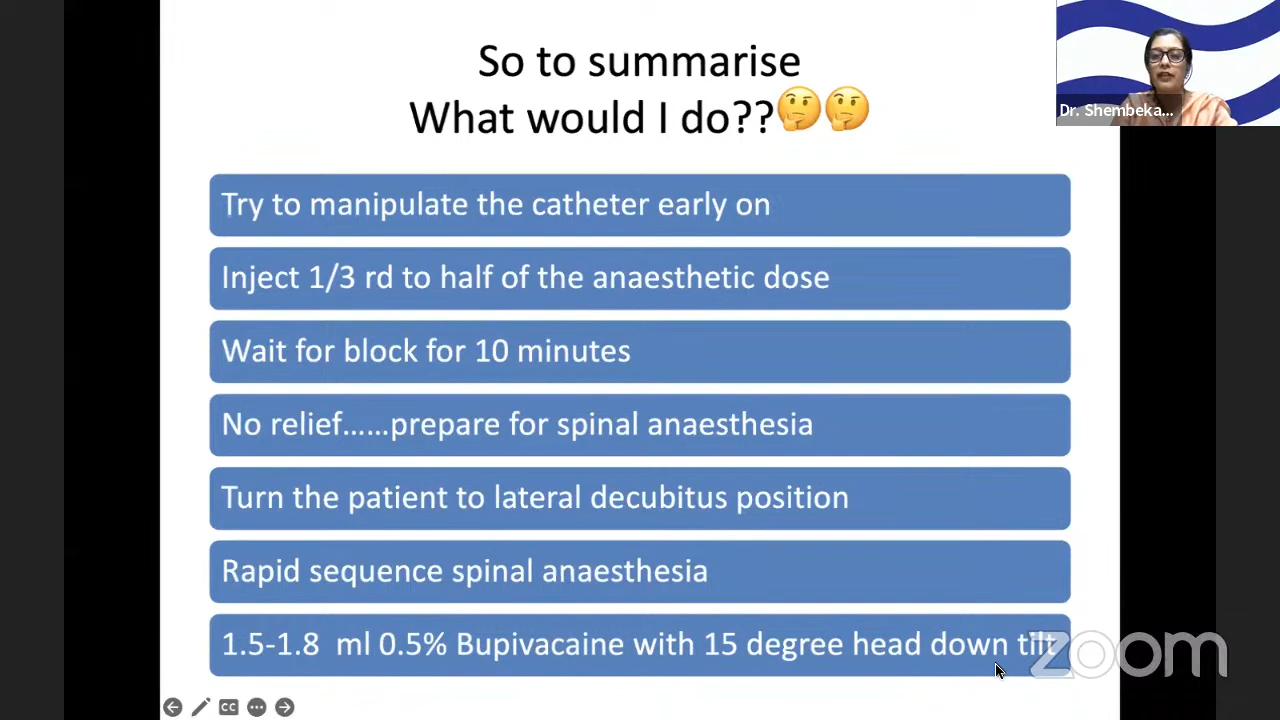 So to summarise
What would I do??🤔🤔
Dr. Shembeka...
Try to manipulate the catheter early on
Inject 1/3 rd to half of the anaesthetic dose
Wait for block for 10 minutes
No relief......prepare for spinal anaesthesia
Turn the patient to lateral decubitus position
Rapid sequence spinal anaesthesia
1.5-1.8  ml 0.5% Bupivacaine with 15 degree head down tilt
zoom
CC